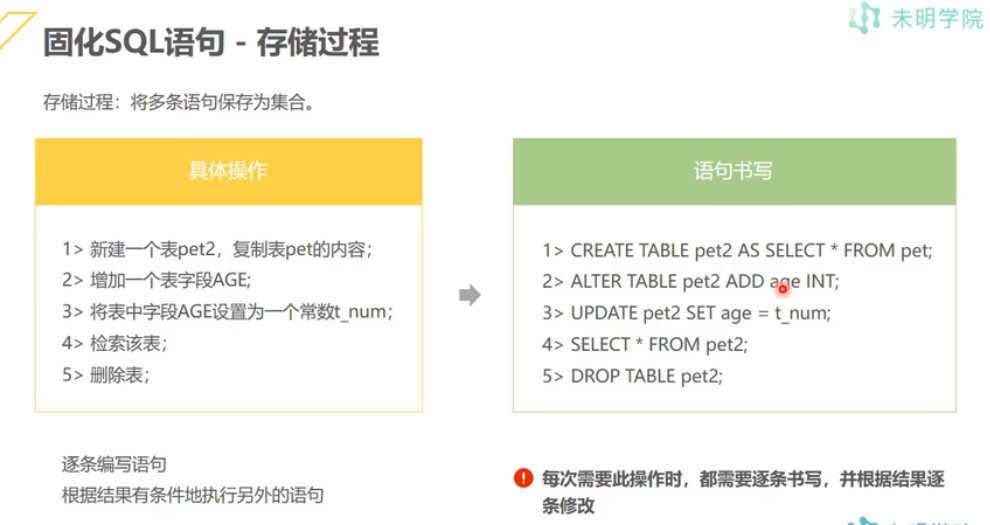 未明学院
固化SQL语句 - 存储过程
存储过程：将多条语句保存为集合。
具体操作
1> 新建一个表pet2，复制表pet的内容；
2> 增加一个表字段AGE;
3> 将表中字段AGE设置为一个常数t_num；
4> 检索该表；
5> 删除表；
语句书写
1> CREATE TABLE pet2 AS SELECT * FROM pet;
2> ALTER TABLE pet2 ADD age INT;
3> UPDATE pet2 SET age = t_num;
4> SELECT * FROM pet2;
5> DROP TABLE pet2;
逐条编写语句
根据结果有条件地执行另外的语句
每次需要此操作时，都需要逐条书写，并根据结果逐
条修改